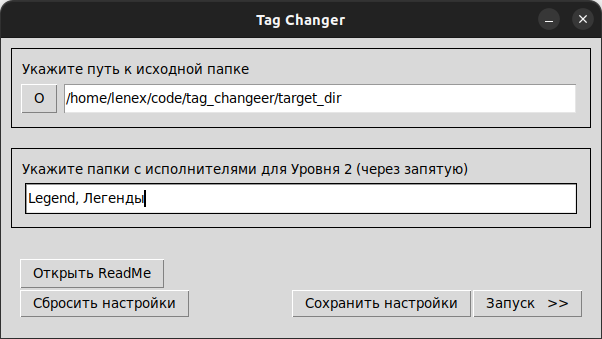 Tag Changer
Укажите путь к исходной папке
О /home/lenex/code/tag_changeer/target_dir
Укажите папки с исполнителями для Уровня 2 (через запятую)
Legend, Легенды
Открыть ReadMe
Сбросить настройки Сохранить настройки Запуск >>